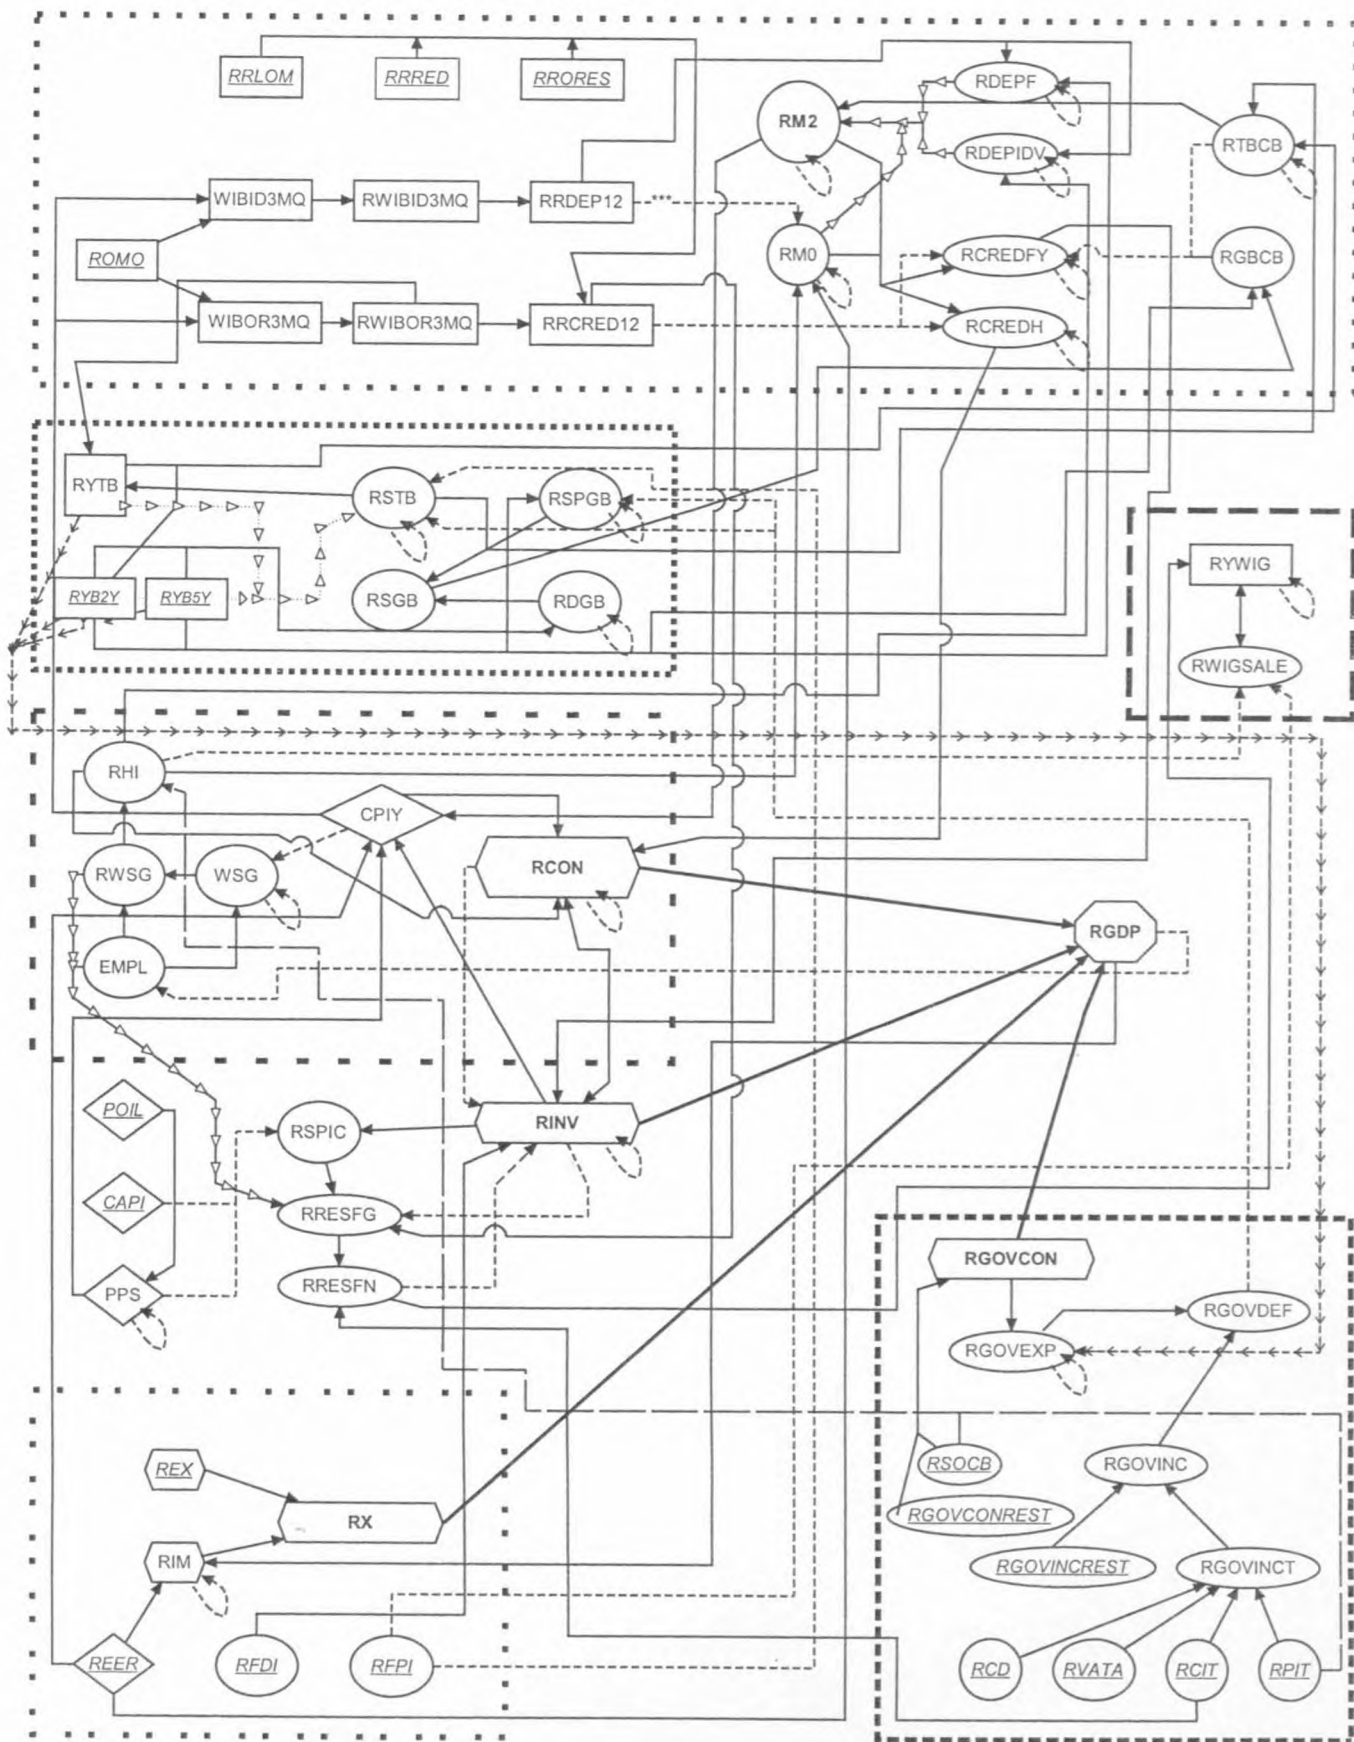 RRLOM
RRRED
RRORES
RDEPF
RM2
RTBCB
RDEPIDV
WIBID3MQ
RWIBID3MQ
RRDEP12
***
ROMO
RM0
RCREDFY
RGBCB
WIBOR3MQ
RWIBOR3MQ
RRCRED12
RCREDH
RYTB
RSTB
RSPGB
RYB2Y
RYB5Y
RSGB
RDGB
RYWIG
RWIGSALE
RHI
CPIY
RWSG
WSG
RCON
RGDP
EMPL
POIL
RSPIC
RINV
CAPI
RRESFG
PPS
RRESFN
RGOVCON
RGOVDEF
RGOVEXP
REX
RSOCB
RGOVINC
RX
RGOVCONREST
RIM
RGOVINCREST
RGOVINCT
REER
RFDI
RFPI
RCD
RVATA
RCIT
RPIT